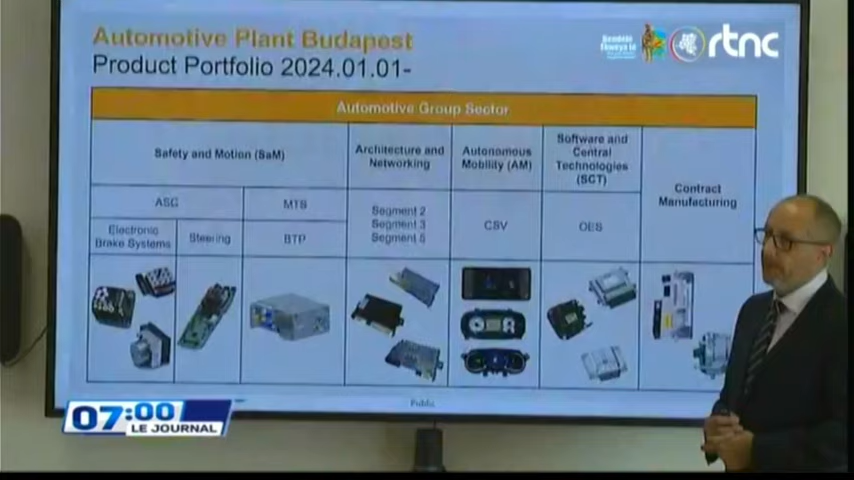 Automotive Plant Budapest
Product Portfolio 2024.01.01-
rtnc
Automotive Group Sector
Safety and Motion (SaM)
Architecture and
Networking
Autonomous
Mobility (AM)
Software and
Central
Technologies
(SCT)
Contract
Manufacturing
ASG
MTS
Segment 2
Segment 3
Segment 5
CSV
OES
Electronic
Brake Systems
Steering
BTP
Public
07:00
LE JOURNAL